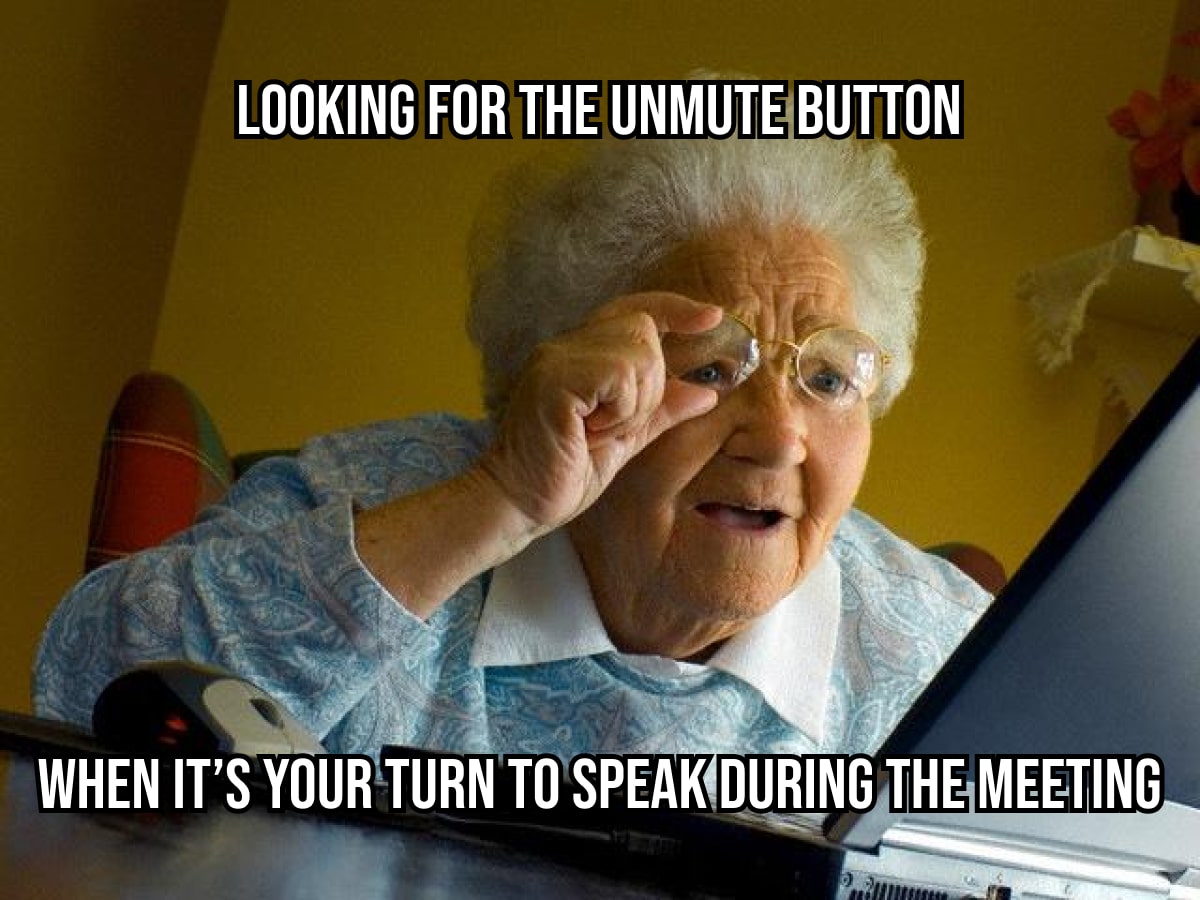 LOOKING FOR THE UNMUTE BUTTON
WHEN IT’S YOUR TURN TO SPEAK DURING THE MEETING